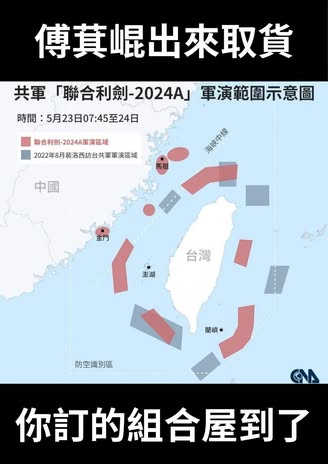 傅萁崐出來取貨
共軍「聯合利劍-2024A」軍演範圍示意圖
時間：5月23日07:45至24日
聯合利劍-2024A軍演區域
2022年8月裴洛西訪台共軍軍演區域
海峽中線
馬祖
中國
金門
台灣
澎湖
蘭嶼
防空識別區
CNA
你訂的組合屋到了